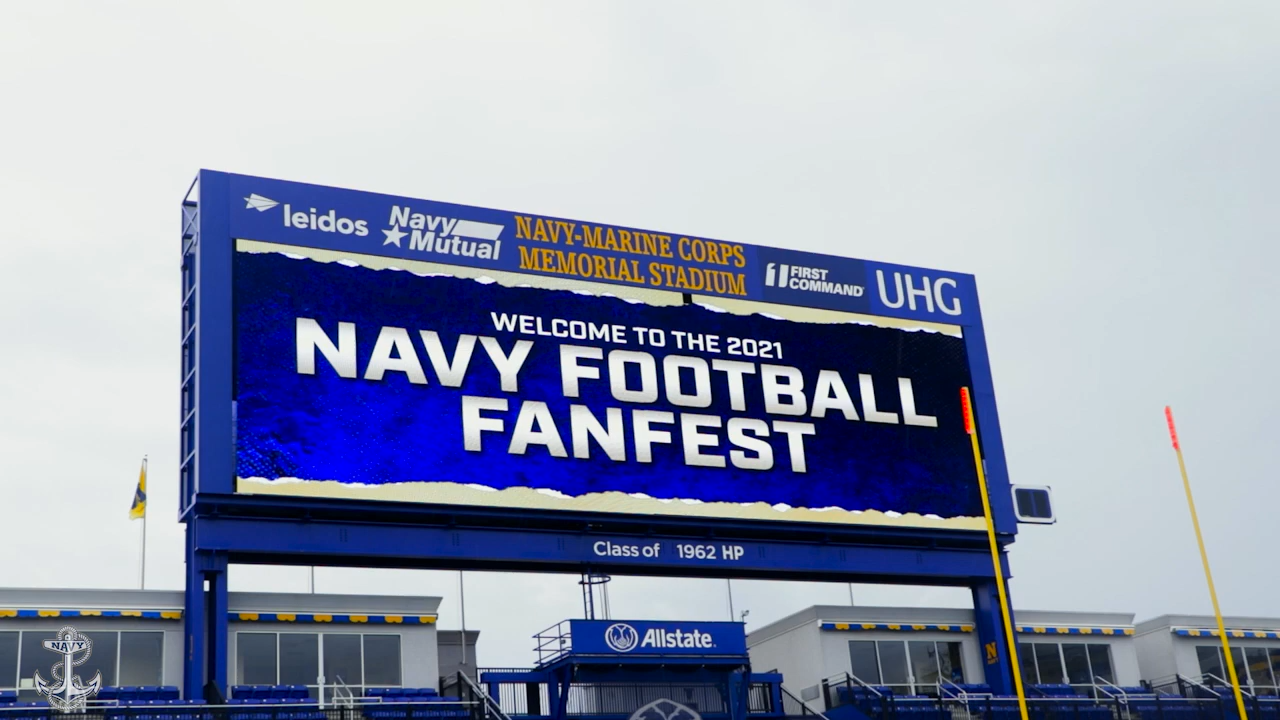 leidos
Navy
Mutual
NAVY-MARINE CORPS
MEMORIAL STADIUM
FIRST
COMMAND
UHG
WELCOME TO THE 2021
NAVY FOOTBALL
FANFEST
Class of 1962 HP
Allstate
NAVY
N